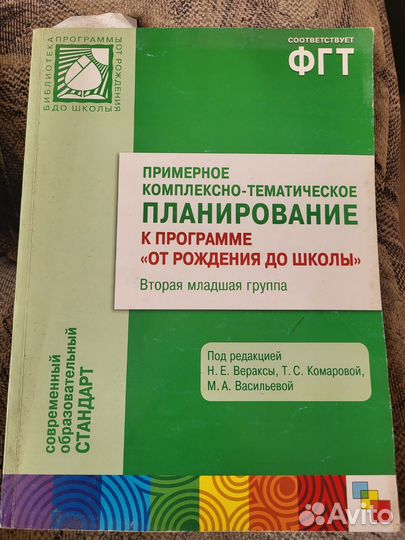 БИБЛИОТЕКА ПРОГРАММЫ
ОТ РОЖДЕНИЯ
ДО ШКОЛЫ
СООТВЕТСТВУЕТ
ФГТ
ПРИМЕРНОЕ
КОМПЛЕКСНО-ТЕМАТИЧЕСКОЕ
ПЛАНИРОВАНИЕ
К ПРОГРАММЕ
«ОТ РОЖДЕНИЯ ДО ШКОЛЫ»
Вторая младшая группа
Под редакцией
Н. Е. Вераксы, Т. С. Комаровой,
М. А. Васильевой
современный
образовательный
СТАНДАРТ
Avito